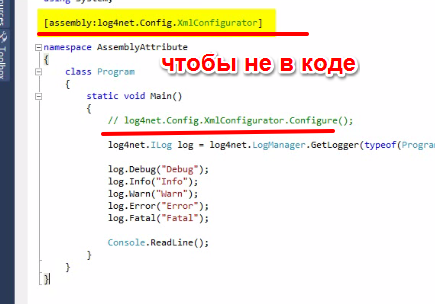 using System;
[assembly:log4net.Config.XmlConfigurator]
namespace AssemblyAttribute
{
чтобы не в коде
class Program
{
static void Main()
{
// log4net.Config.XmlConfigurator.Configure();
log4net.ILog log = log4net.LogManager.GetLogger(typeof(Progra
log.Debug("Debug");
log.Info("Info");
log.Warn("Warn");
log.Error("Error");
log.Fatal("Fatal");
Console.ReadLine();
}
}
}
Toolbox